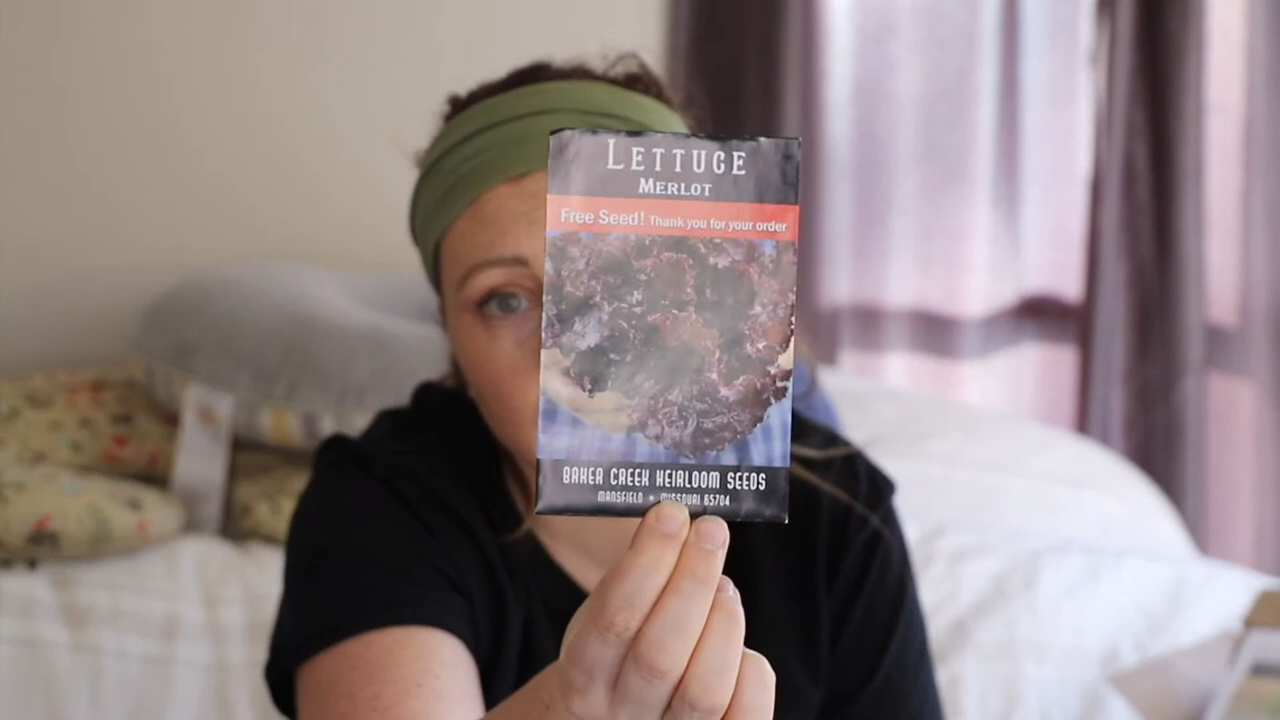 LETTUCE
MERLOT
Free Seed! Thank you for your order
BAKER CREEK HEIRLOOM SEEDS
MANSFIELD • MISSOURI 65704